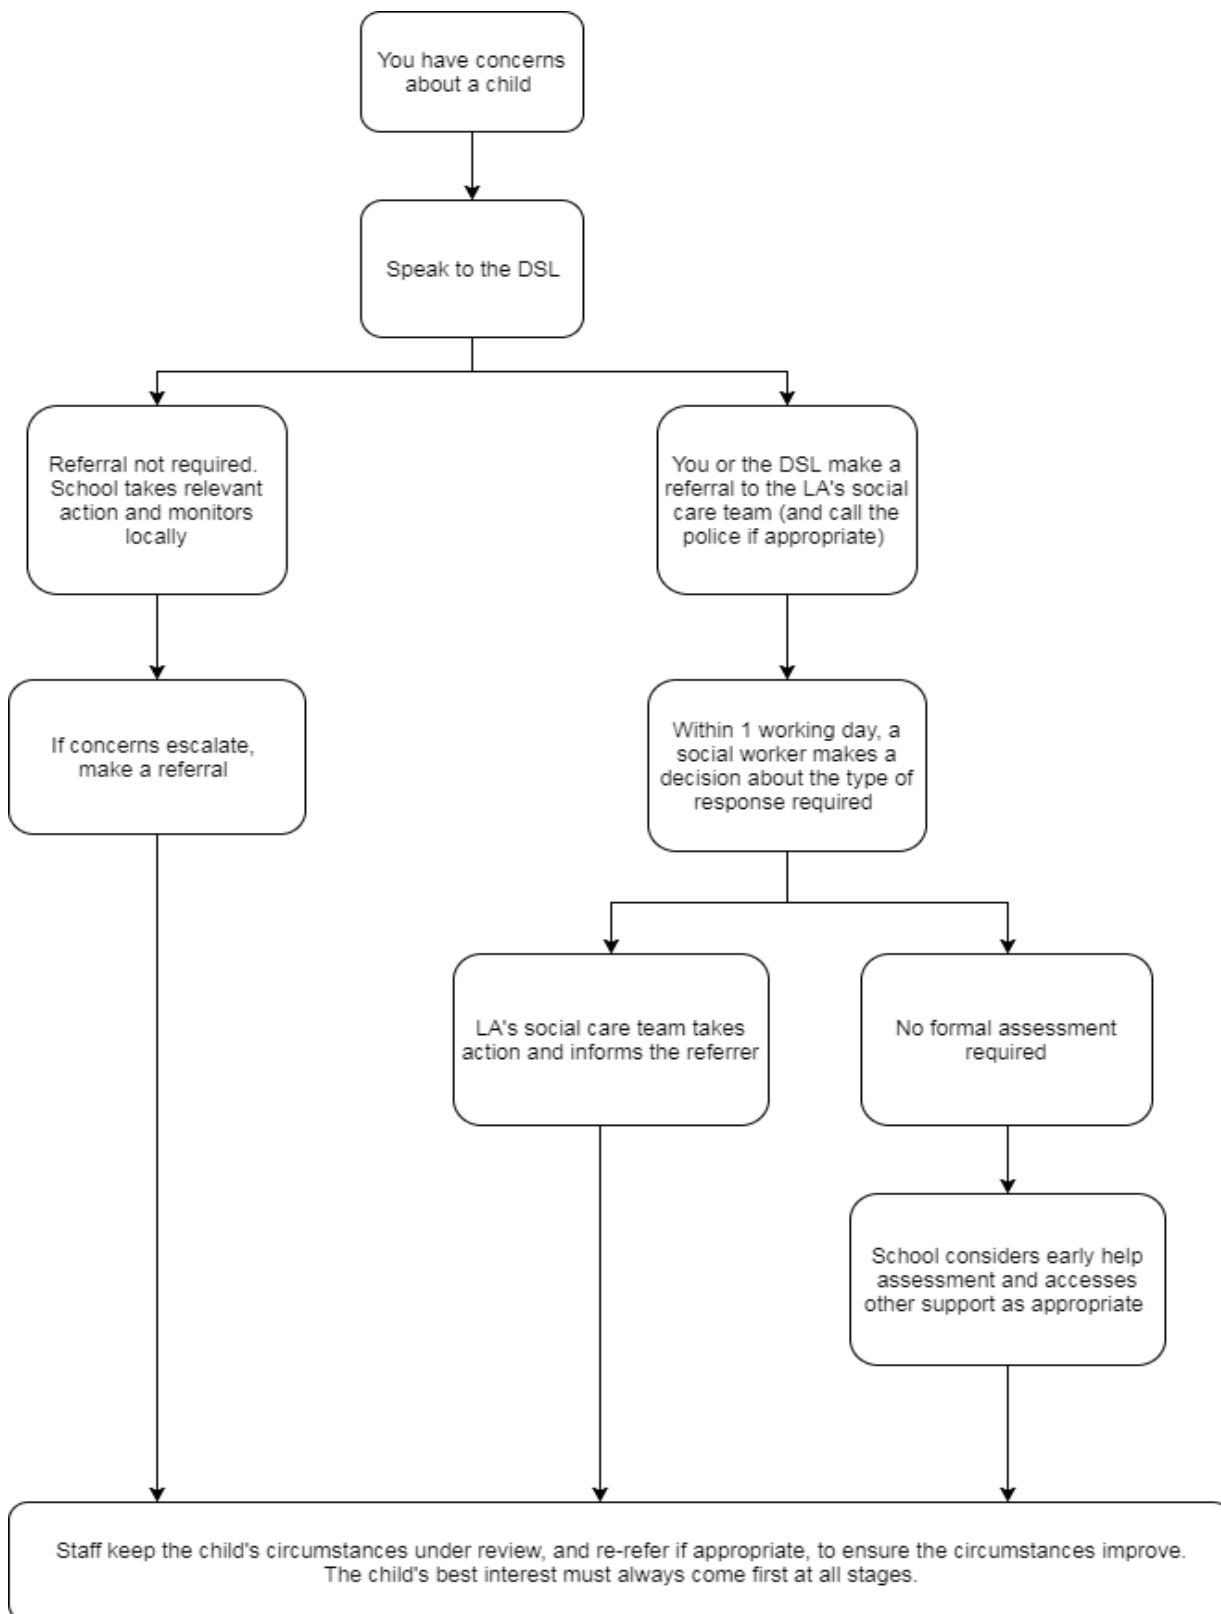 You have concerns
about a child
Speak to the DSL
Referral not required.
School takes relevant
action and monitors
locally
You or the DSL make a
referral to the LA's social
care team (and call the
police if appropriate)
If concerns escalate,
make a referral
Within 1 working day, a
social worker makes a
decision about the type of
response required
LA's social care team takes
action and informs the referrer
No formal assessment
required
School considers early help
assessment and accesses
other support as appropriate
Staff keep the child's circumstances under review, and re-refer if appropriate, to ensure the circumstances improve.
The child's best interest must always come first at all stages.